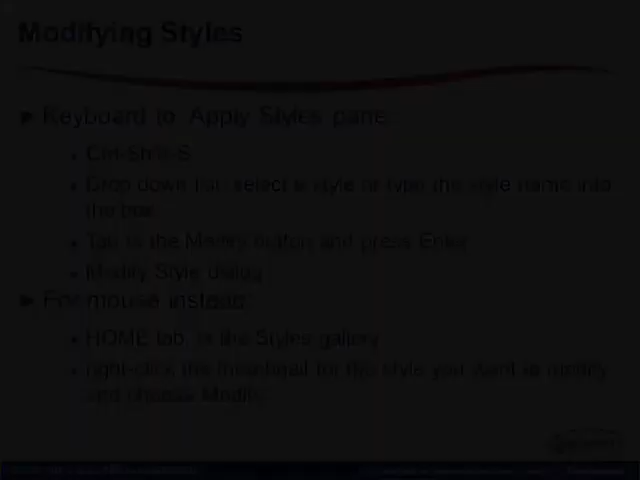 Modifying Styles
► Keyboard to Apply Styles pane:
• Ctrl-Shift-S
• Drop down List: select a style or type the style name into
the box
• Tab to the Modify button and press Enter
• Modify Style dialog
► For mouse instead:
• HOME tab, in the Styles gallery
• right-click the thumbnail for the style you want to modify
and choose Modify